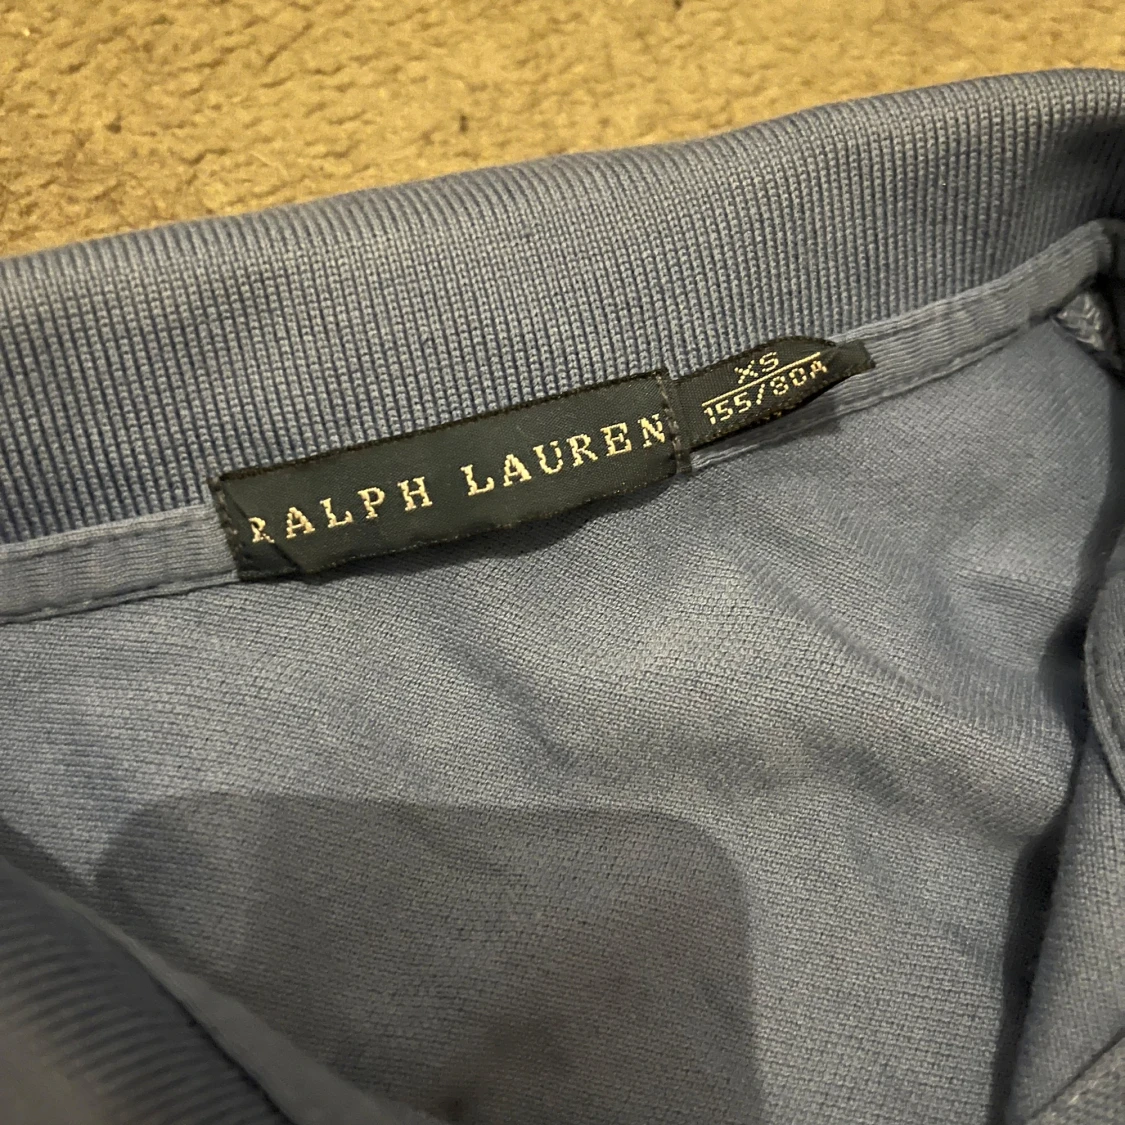 RALPH LAUREN
XS
155/80A